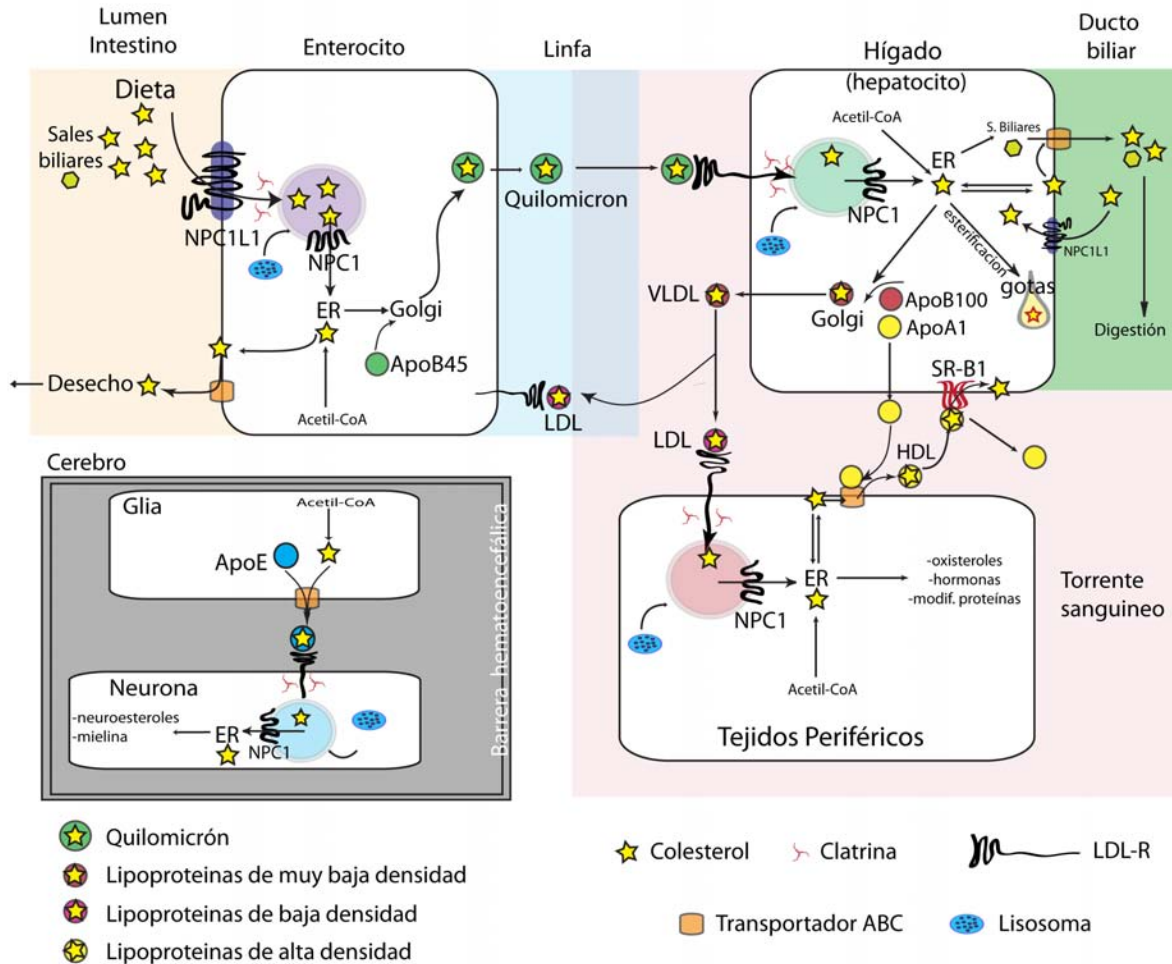 Lumen
Intestino
Enterocito
Linfa
Hígado
(hepatocito)
Ducto
biliar
Dieta
Sales
biliares
NPC1L1
NPC1
ER
Golgi
ApoB45
Acetil-CoA
Desecho
Quilomicron
LDL
Acetil-CoA
S. Biliares
ER
NPC1
NPC1L1
esterificacion
gotas
Digestión
VLDL
Golgi
ApoB100
ApoA1
SR-B1
LDL
HDL
NPC1
ER
Acetil-CoA
-oxisteroles
-hormonas
-modif. proteínas
Tejidos Periféricos
Torrente
sanguineo
Cerebro
Glia
Acetil-CoA
ApoE
Neurona
-neuroesteroles
-mielina
ER
NPC1
Barrera hematoencefálica
Quilomicrón
Lipoproteinas de muy baja densidad
Lipoproteinas de baja densidad
Lipoproteinas de alta densidad
Colesterol
Clatrina
LDL-R
Transportador ABC
Lisosoma